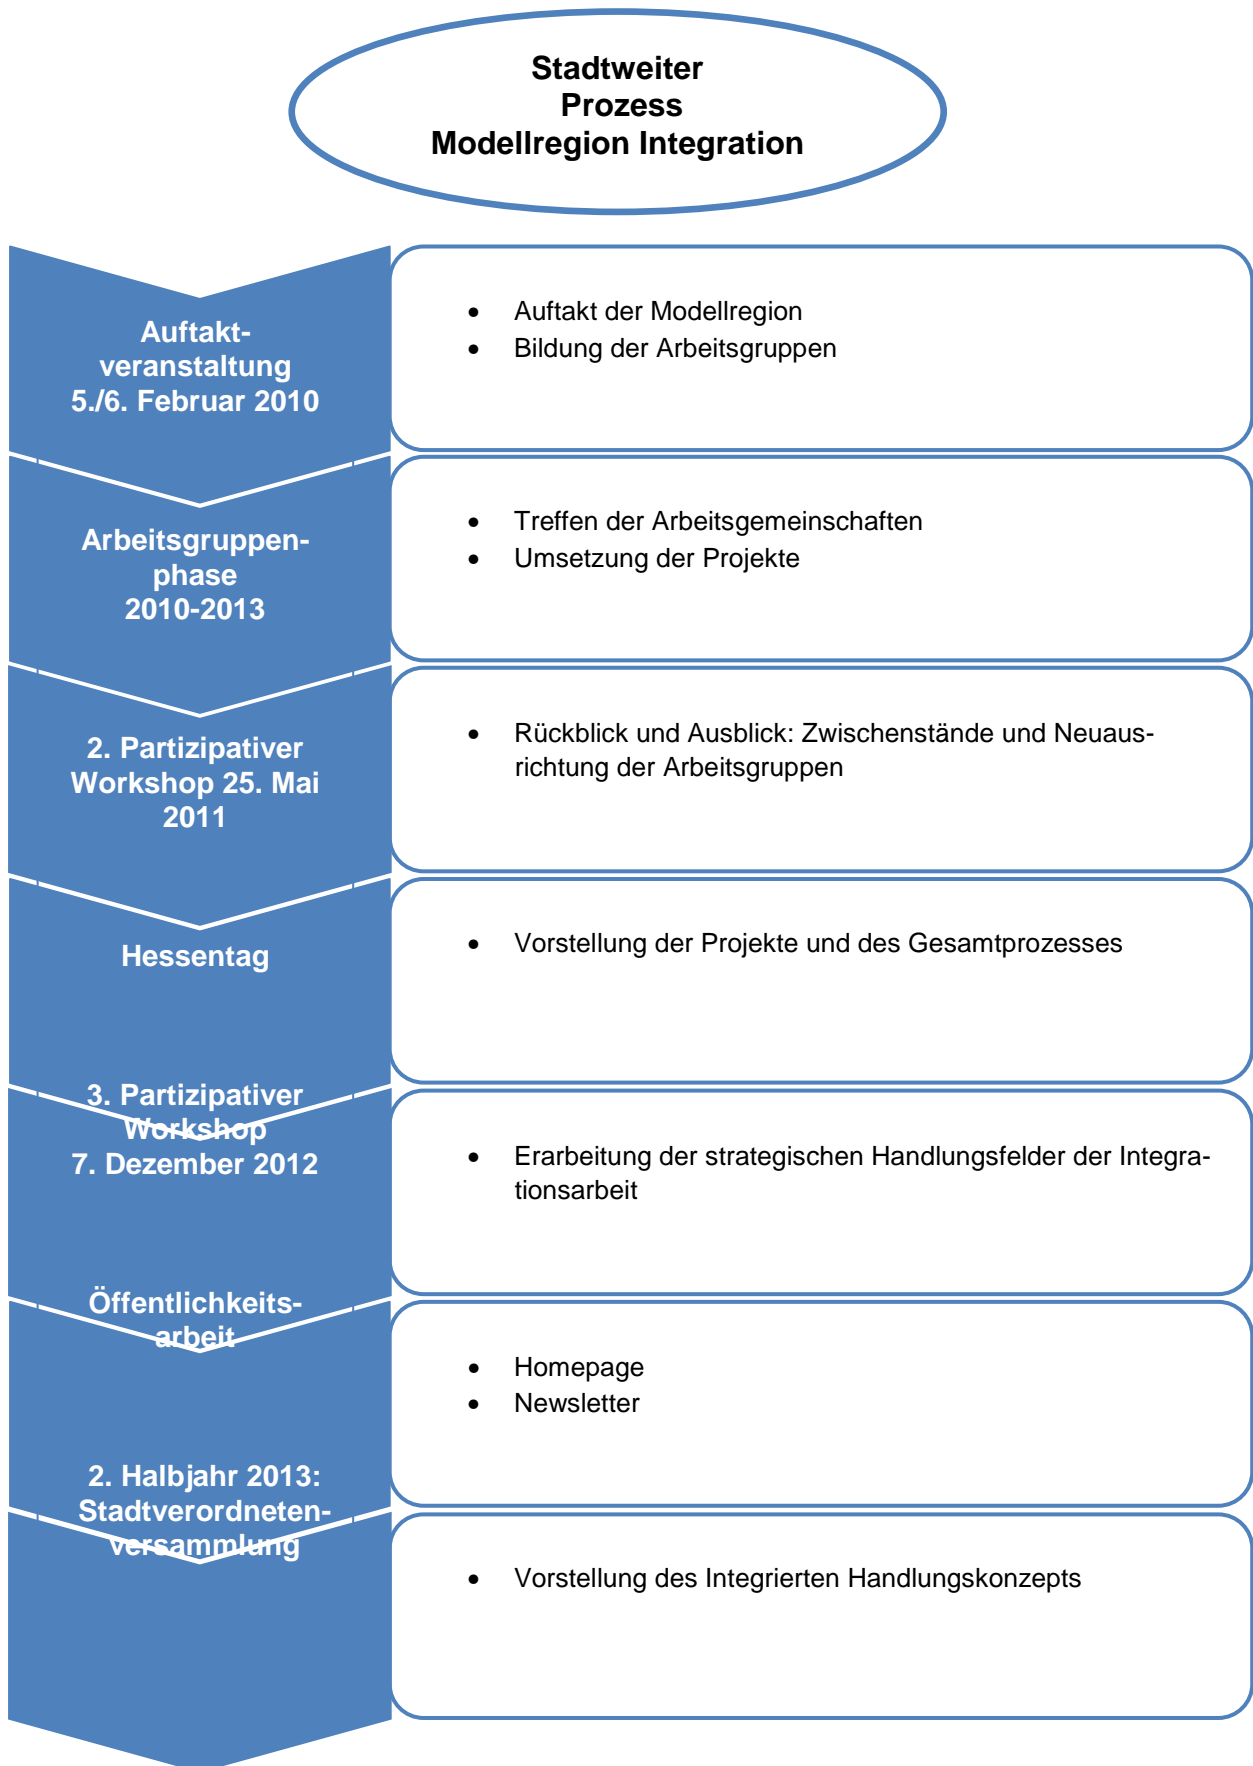 Stadtweiter
Prozess
Modellregion Integration
Auftakt-
veranstaltung
5./6. Februar 2010
• Auftakt der Modellregion
• Bildung der Arbeitsgruppen
Arbeitsgruppen-
phase
2010-2013
• Treffen der Arbeitsgemeinschaften
• Umsetzung der Projekte
2. Partizipativer
Workshop 25. Mai
2011
• Rückblick und Ausblick: Zwischenstände und Neuaus-
richtung der Arbeitsgruppen
Hessentag
• Vorstellung der Projekte und des Gesamtprozesses
3. Partizipativer
Workshop
7. Dezember 2012
• Erarbeitung der strategischen Handlungsfelder der Integra-
tionsarbeit
Öffentlichkeits-
arbeit
• Homepage
• Newsletter
2. Halbjahr 2013:
Stadtverordneten-
versammlung
• Vorstellung des Integrierten Handlungskonzepts